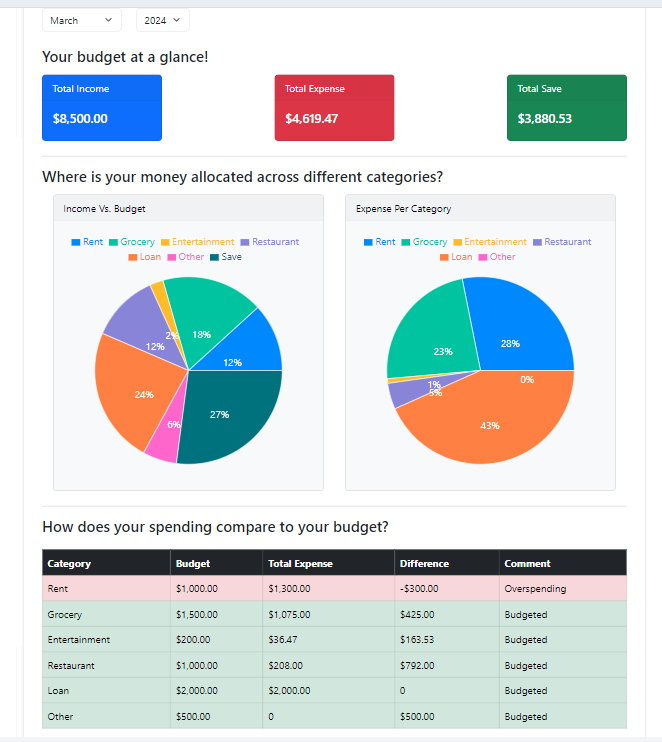 March 2024
Your budget at a glance!
Total Income Total Expense Total Save
$8,500.00 $4,619.47 $3,880.53
Where is your money allocated across different categories?
Income Vs. Budget
Rent Grocery Entertainment Restaurant
Loan Other Save
18%
2%
12%
12%
24%
27%
6%
Expense Per Category
Rent Grocery Entertainment Restaurant
Loan Other
28%
23%
0%
1%
5%
43%
How does your spending compare to your budget?
Category Budget Total Expense Difference Comment
Rent $1,000.00 $1,300.00 -$300.00 Overspending
Grocery $1,500.00 $1,075.00 $425.00 Budgeted
Entertainment $200.00 $36.47 $163.53 Budgeted
Restaurant $1,000.00 $208.00 $792.00 Budgeted
Loan $2,000.00 $2,000.00 0 Budgeted
Other $500.00 0 $500.00 Budgeted